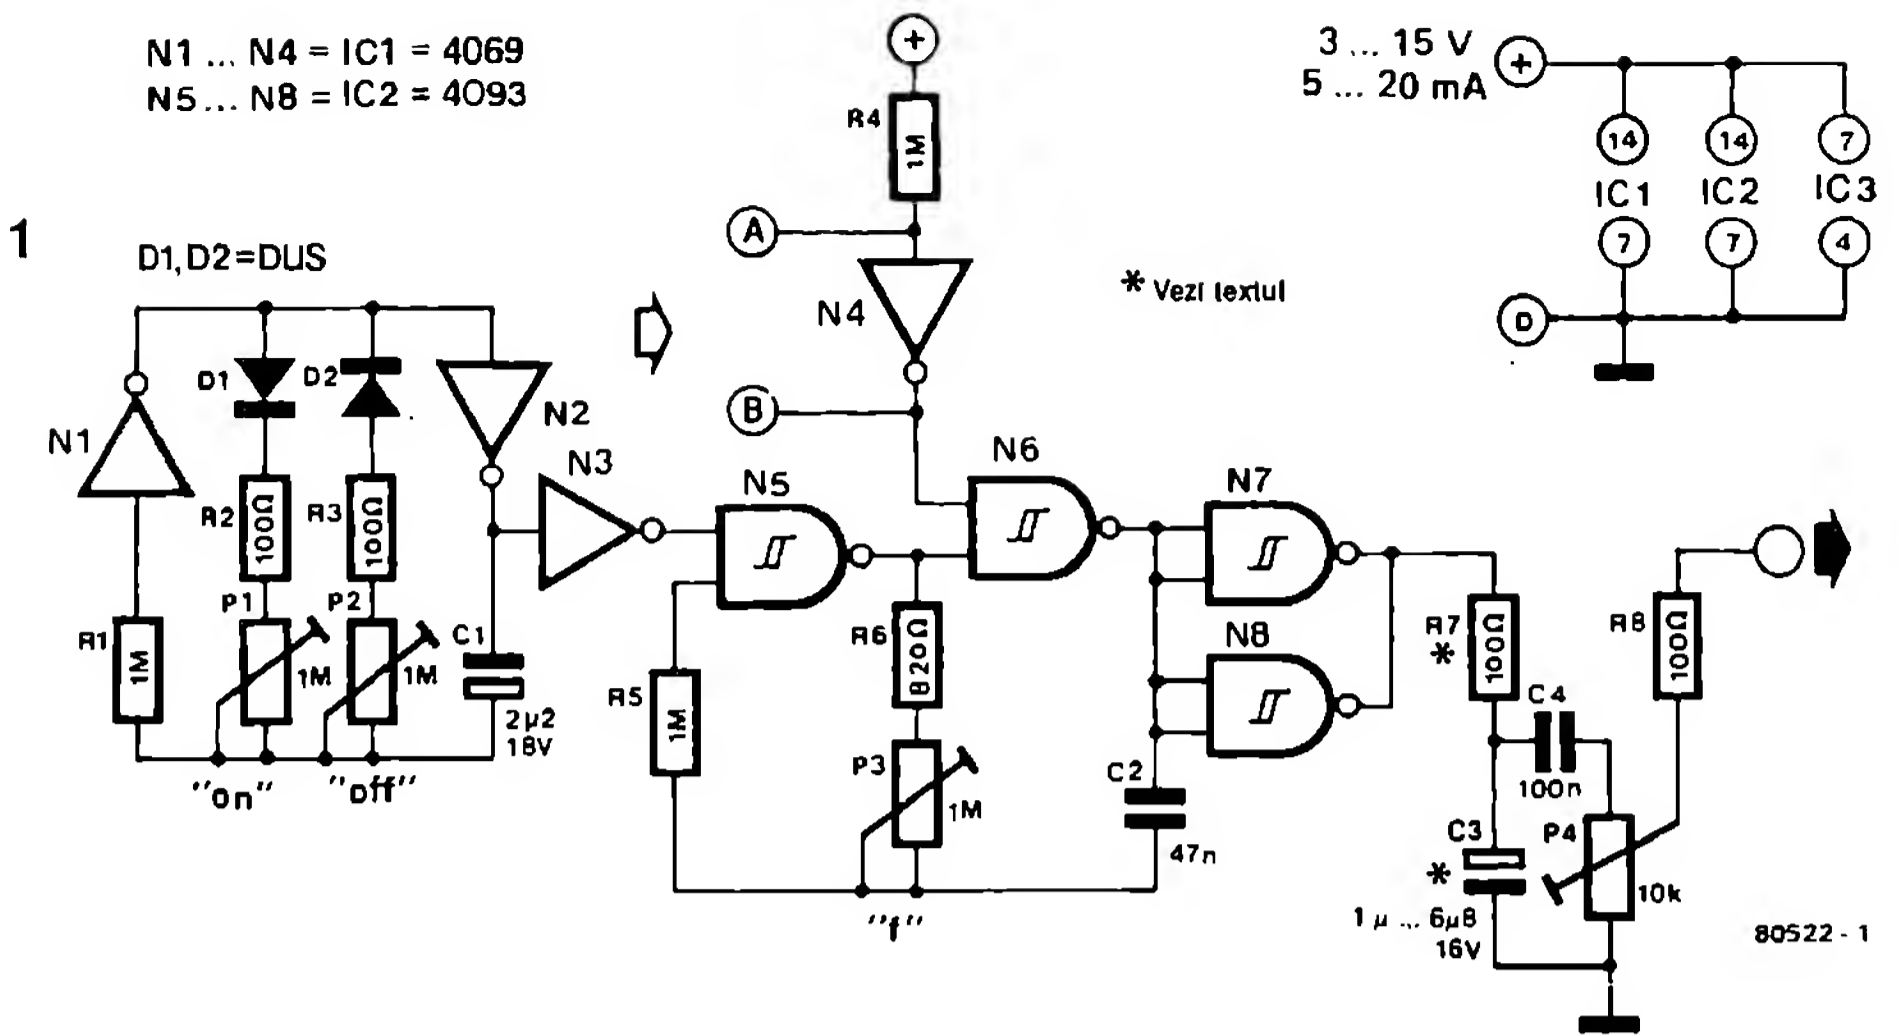 N1 ... N4 = IC1 = 4069
N5 ... N8 = IC2 = 4093
1
D1, D2 = DUS
+
R4
1M
A
N4
B
* Vezi textul
3 ... 15 V
5 ... 20 mA
+
14
14
7
IC1
IC2
IC3
7
7
4
D
N1
D1
D2
N2
N3
R2
100Ω
R3
100Ω
P1
1M
P2
1M
R1
1M
C1
2µ2
18V
"on"
"off"
N5
N6
N7
N8
R5
1M
R6
820Ω
P3
1M
"f"
C2
47n
R7
*
100Ω
C4
100n
C3
*
1 µ ... 6µ8
16V
P4
10k
R8
100Ω
80522 - 1